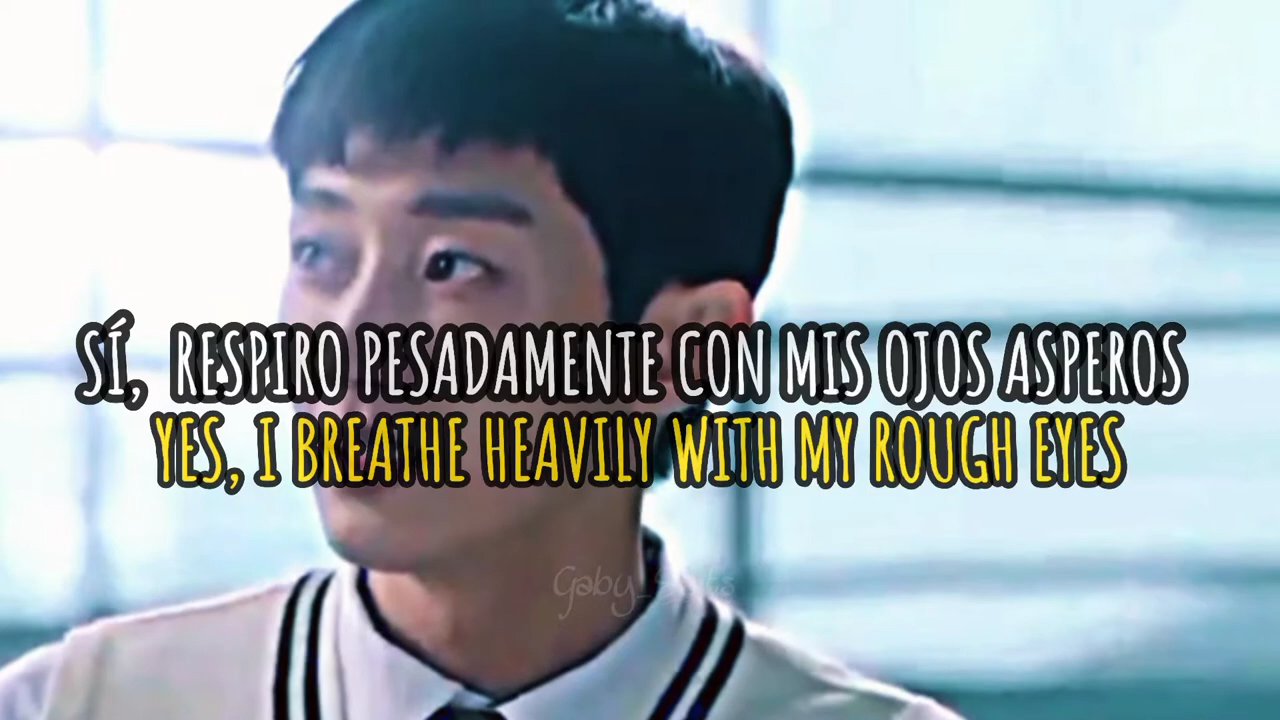 SÍ, RESPIRO PESADAMENTE CON MIS OJOS ASPEROS
YES, I BREATHE HEAVILY WITH MY ROUGH EYES